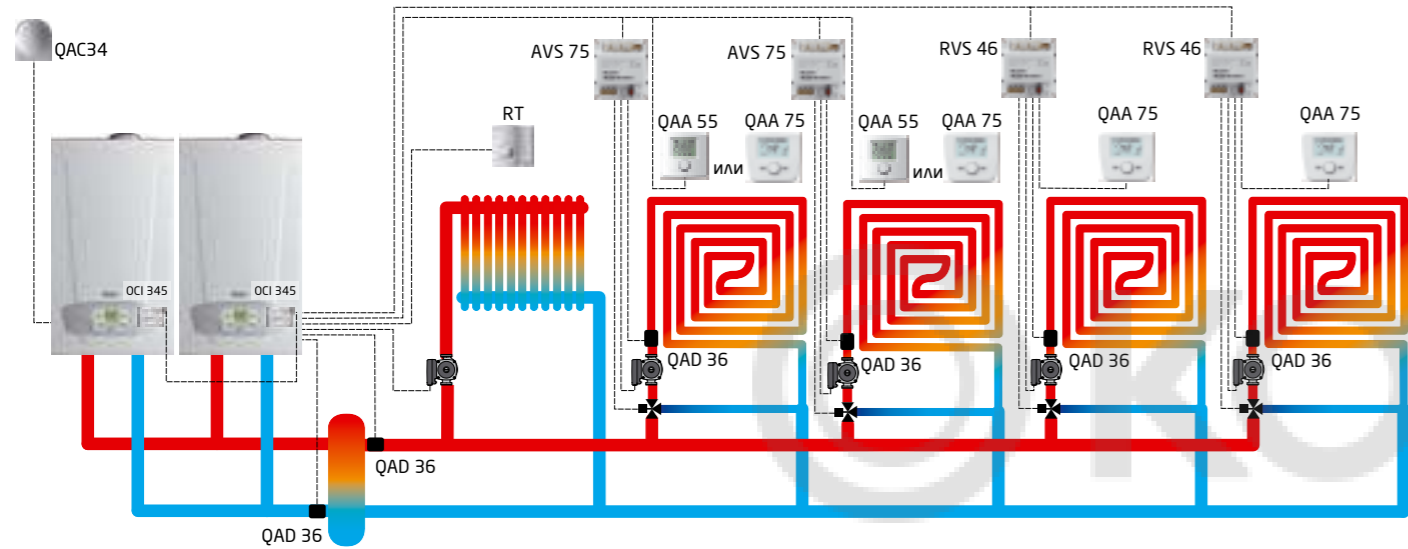 QAC34
AVS 75
AVS 75
RVS 46
RVS 46
RT
QAA 55
QAA 75
QAA 55
QAA 75
QAA 75
QAA 75
или
или
OCI 345
OCI 345
QAD 36
QAD 36
QAD 36
QAD 36
QAD 36
QAD 36